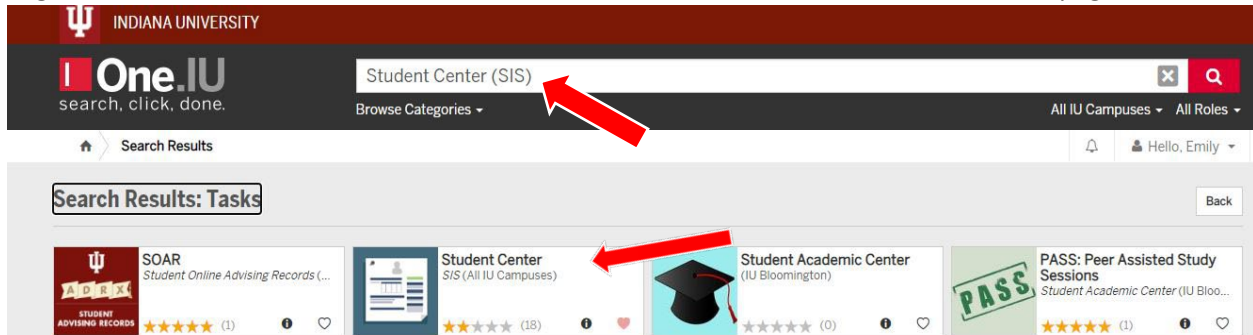 INDIANA UNIVERSITY
One.IU
search, click, done.
Student Center (SIS)
Browse Categories
All IU Campuses
All Roles
Search Results
Hello, Emily
Search Results: Tasks
Back
ADRX
STUDENT
ADVISING RECORDS
SOAR
Student Online Advising Records (...
(1)
Student Center
SIS (All IU Campuses)
(18)
Student Academic Center
(IU Bloomington)
(0)
PASS
PASS: Peer Assisted Study
Sessions
Student Academic Center (IU Bloo...
(1)